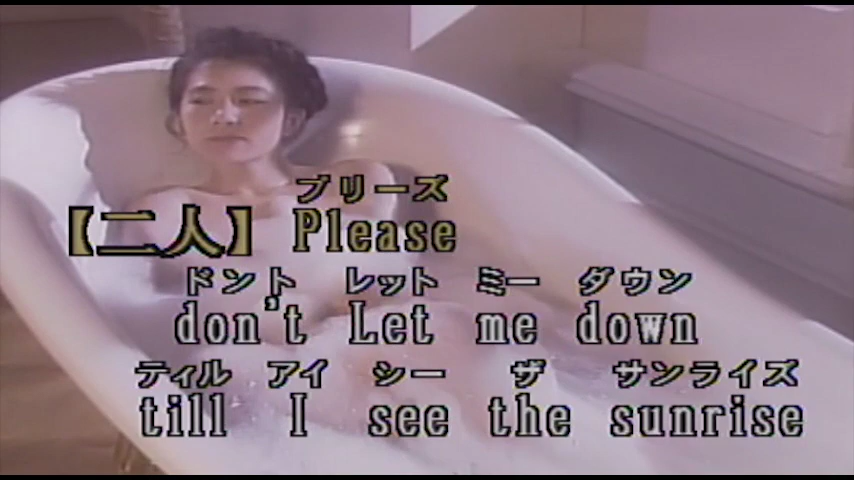 プリーズ
【二人】 Please
ドント レット ミー ダウン
don't Let me down
ティル アイ シー ザ サンライズ
till I see the sunrise